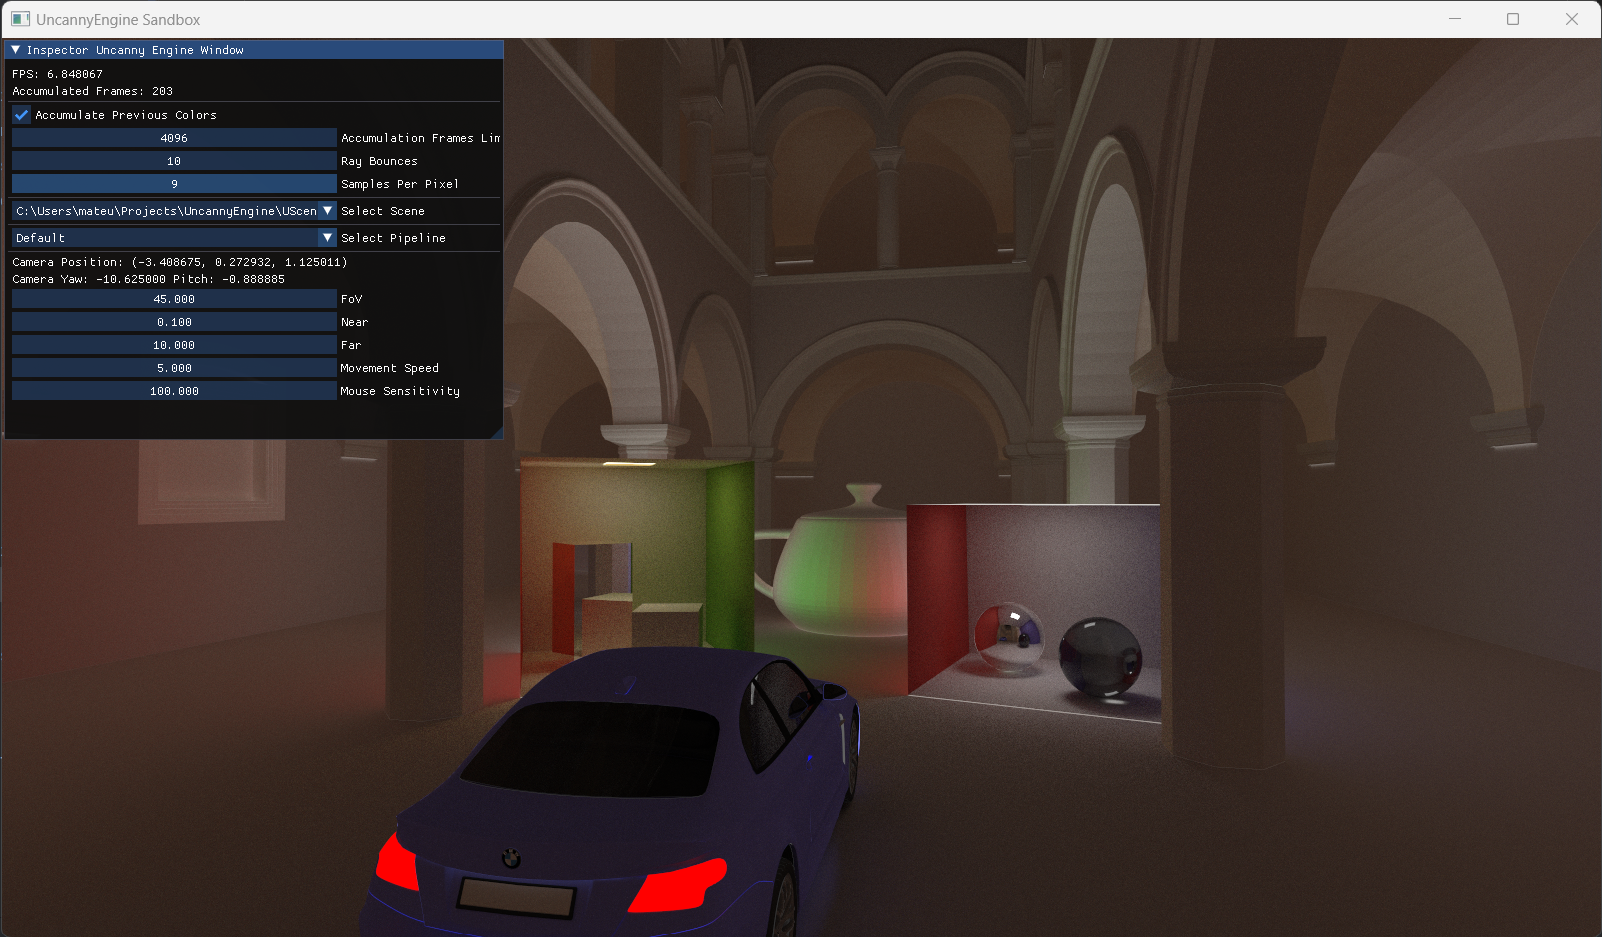 UncannyEngine Sandbox
Inspector Uncanny Engine Window
FPS: 6.848067
Accumulated Frames: 203
Accumulate Previous Colors
4096 Accumulation Frames Lim
10 Ray Bounces
9 Samples Per Pixel
C:\Users\mateu\Projects\UncannyEngine\UScen Select Scene
Default Select Pipeline
Camera Position: (-3.408675, 0.272932, 1.125011)
Camera Yaw: -10.625000 Pitch: -0.888885
45.000 FoV
0.100 Near
10.000 Far
5.000 Movement Speed
100.000 Mouse Sensitivity